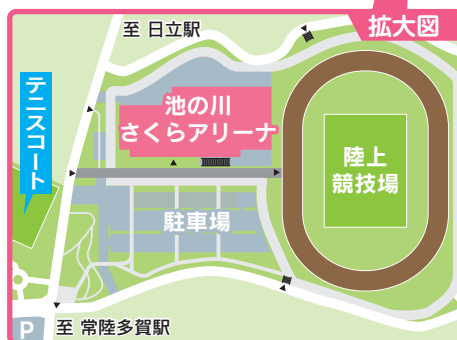 拡大図
至 日立駅
テニスコート
池の川
さくらアリーナ
陸上
競技場
駐車場
P
至 常陸多賀駅